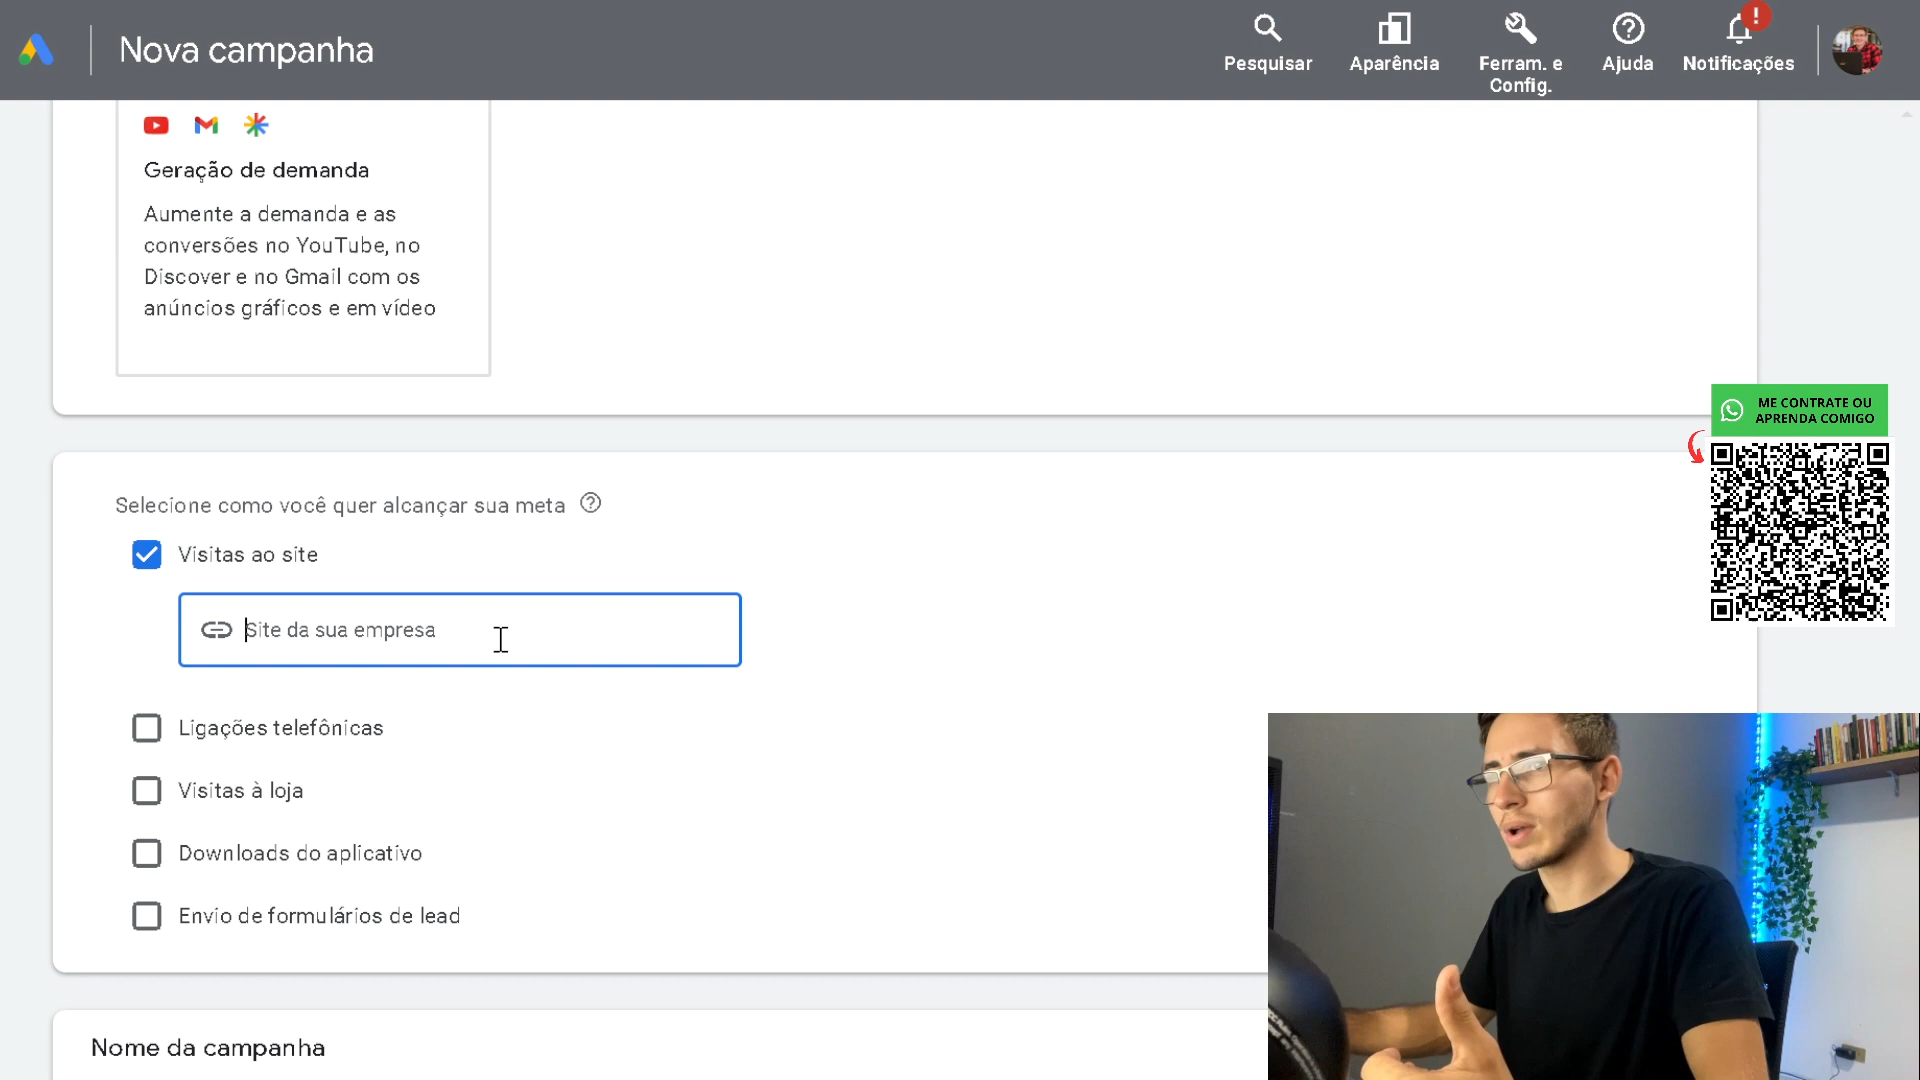 Nova campanha
Pesquisar
Aparência
Ferram. e
Config.
Ajuda
!
Notificações
Geração de demanda
Aumente a demanda e as
conversões no YouTube, no
Discover e no Gmail com os
anúncios gráficos e em vídeo
ME CONTRATE OU
APRENDA COMIGO
Selecione como você quer alcançar sua meta
Visitas ao site
Site da sua empresa
Ligações telefônicas
Visitas à loja
Downloads do aplicativo
Envio de formulários de lead
Nome da campanha